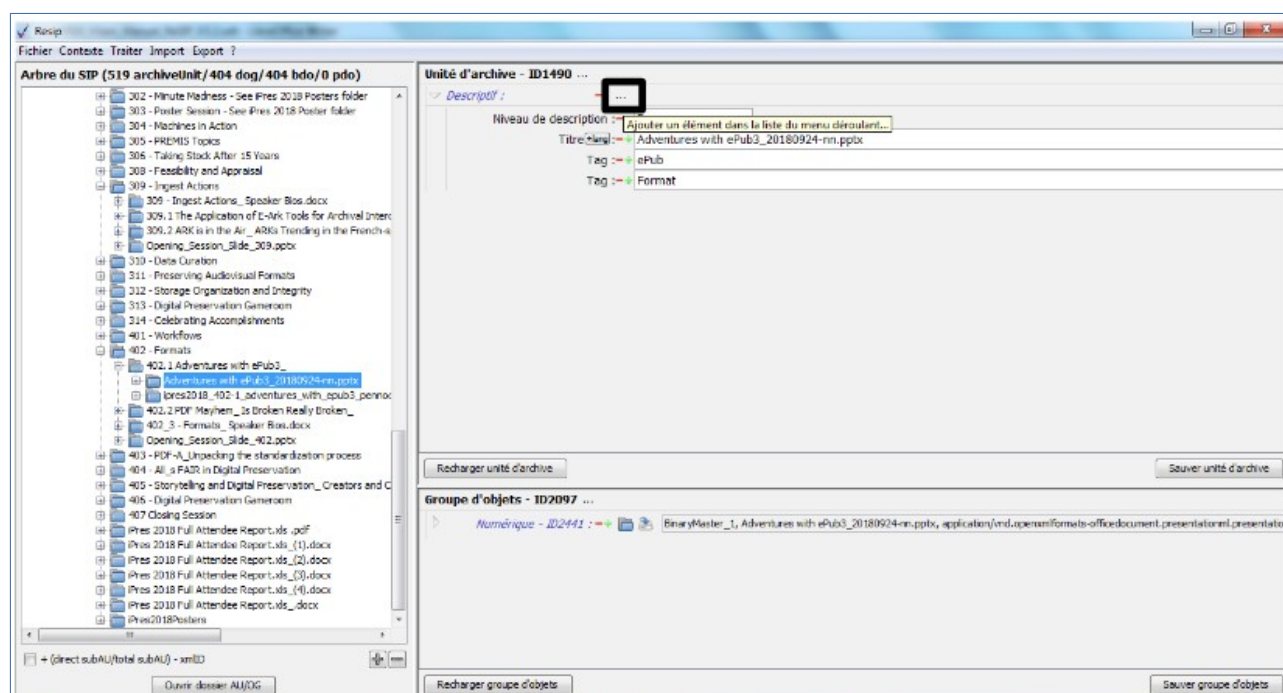 Resip
Fichier Contexte Traiter Import Export ?
Arbre du SIP (519 archiveUnit/404 dog/404 bdo/0 pdo)
302 - Minute Madness - See iPres 2018 Posters folder
303 - Poster Session - See iPres 2018 Poster folder
304 - Machines in Action
305 - PREMIS Topics
306 - Taking Stock After 15 Years
308 - Feasibility and Appraisal
309 - Ingest Actions
309 - Ingest Actions_ Speaker Bios.docx
309.1 The Application of E-Ark Tools for Archival Interc
309.2 ARK is in the Air_ ARKs Trending in the French-s
Opening_Session_Slide_309.pptx
310 - Data Curation
311 - Preserving Audiovisual Formats
312 - Storage Organization and Integrity
313 - Digital Preservation Gameroom
314 - Celebrating Accomplishments
401 - Workflows
402 - Formats
402.1 Adventures with ePub3_
Adventures with ePub3_20180924-nn.pptx
ipres2018_402-1_adventures_with_epub3_pennoc
402.2 PDF Mayhem_ Is Broken Really Broken_
402_3 - Formats_ Speaker Bios.docx
Opening_Session_Slide_402.pptx
403 - PDF-A_Unpacking the standardization process
404 - All_s FAIR in Digital Preservation
405 - Storytelling and Digital Preservation_ Creators and C
406 - Digital Preservation Gameroom
407 Closing Session
iPres 2018 Full Attendee Report.xls .pdf
iPres 2018 Full Attendee Report.xls_(1).docx
iPres 2018 Full Attendee Report.xls_(2).docx
iPres 2018 Full Attendee Report.xls_(3).docx
iPres 2018 Full Attendee Report.xls_(4).docx
iPres 2018 Full Attendee Report.xls_.docx
iPres2018Posters
+ (direct subAU/total subAU) - xmlID
Ouvrir dossier AU/OG
Unité d'archive - ID1490 ...
Descriptif : - ...
Niveau de description :-
Ajouter un élément dans la liste du menu déroulant...
Titre +lang :-+ Adventures with ePub3_20180924-nn.pptx
Tag :-+ ePub
Tag :-+ Format
Recharger unité d'archive
Sauver unité d'archive
Groupe d'objets - ID2097 ...
Numérique - ID2441 : -+ BinaryMaster_1, Adventures with ePub3_20180924-nn.pptx, application/vnd.openxmlformats-officedocument.presentationml.presentatio
Recharger groupe d'objets
Sauver groupe d'objets